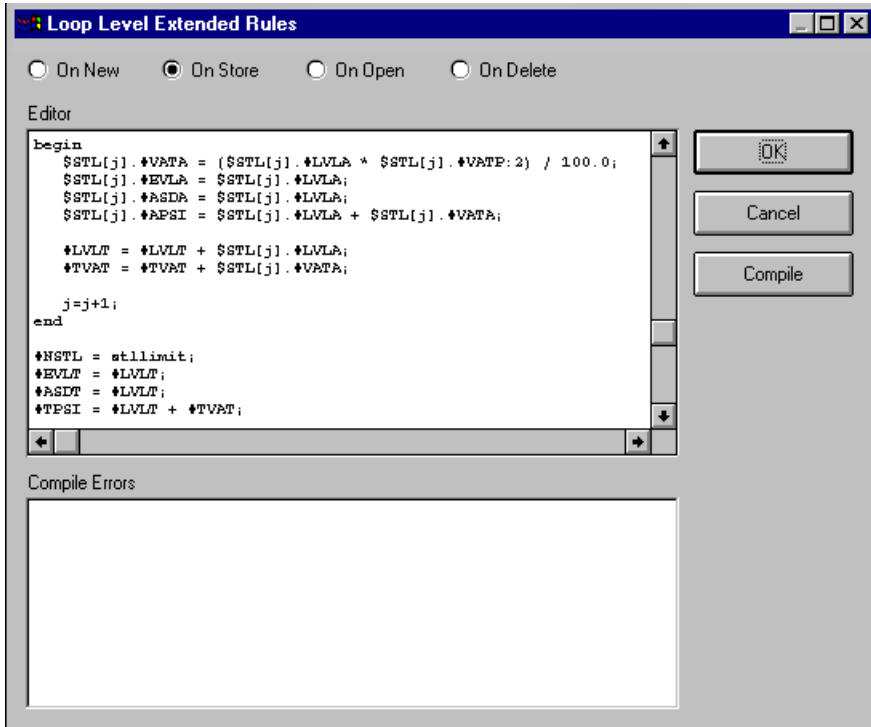 Loop Level Extended Rules
On New On Store On Open On Delete
Editor
begin
$STL[j].#VATA = ($STL[j].#LVLA * $STL[j].#VATP:2) / 100.0;
$STL[j].#EVLA = $STL[j].#LVLA;
$STL[j].#ASDA = $STL[j].#LVLA;
$STL[j].#APSI = $STL[j].#LVLA + $STL[j].#VATA;
#LVLT = #LVLT + $STL[j].#LVLA;
#TVAT = #TVAT + $STL[j].#VATA;
j=j+1;
end
#NSTL = stllimit;
#EVLT = #LVLT;
#ASDT = #LVLT;
#TPSI = #LVLT + #TVAT;
OK
Cancel
Compile
Compile Errors